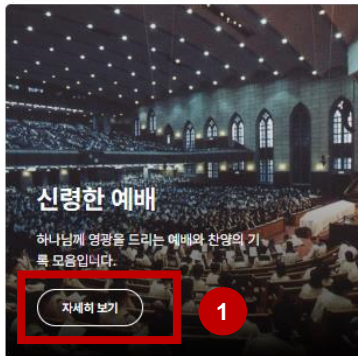 신령한 예배
하나님께 영광을 드리는 예배와 찬양의 기
록 모음입니다.
자세히 보기
1